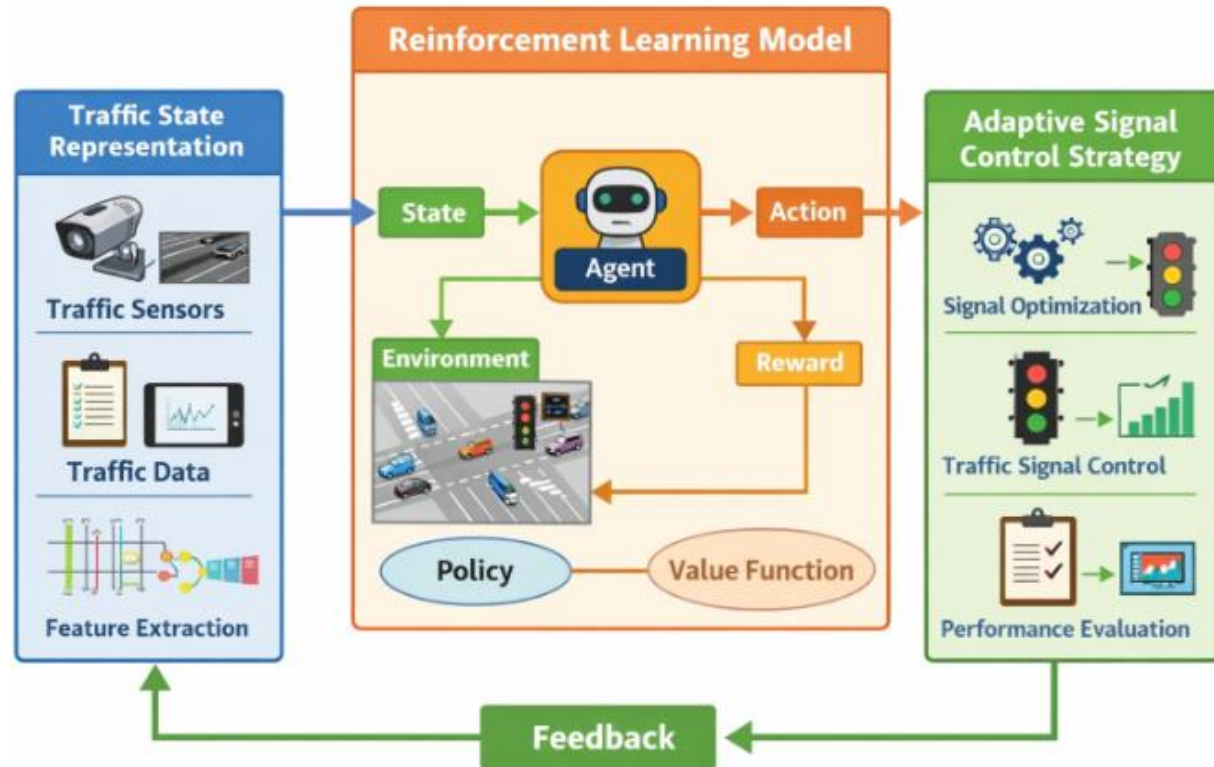 Reinforcement Learning Model
Traffic State
Representation
Traffic Sensors
Traffic Data
Feature Extraction
State
Agent
Action
Environment
Reward
Policy
Value Function
Adaptive Signal
Control Strategy
Signal Optimization
Traffic Signal Control
Performance Evaluation
Feedback